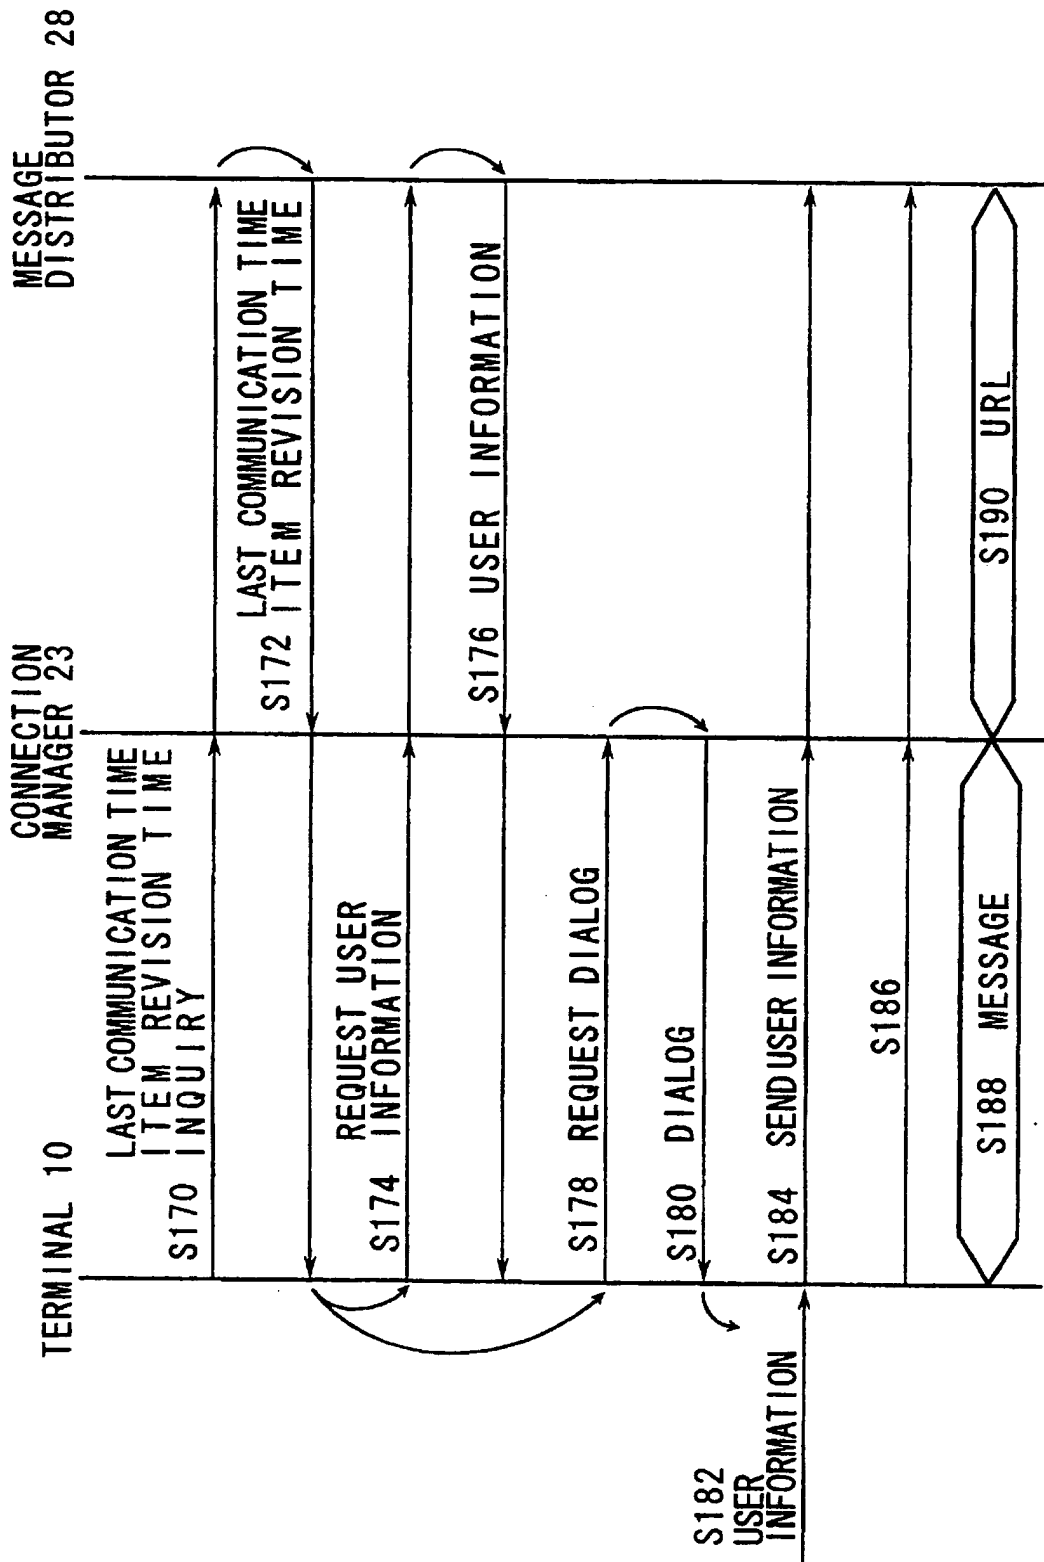 TERMINAL 10
CONNECTION
MANAGER 23
MESSAGE
DISTRIBUTOR 28
LAST COMMUNICATION TIME
ITEM REVISION TIME
S170 INQUIRY
LAST COMMUNICATION TIME
S172 ITEM REVISION TIME
REQUEST USER
S174 INFORMATION
S176 USER INFORMATION
S178 REQUEST DIALOG
S180 DIALOG
S182
USER
INFORMATION
S184 SENDUSER INFORMATION
S186
S188 MESSAGE
S190 URL